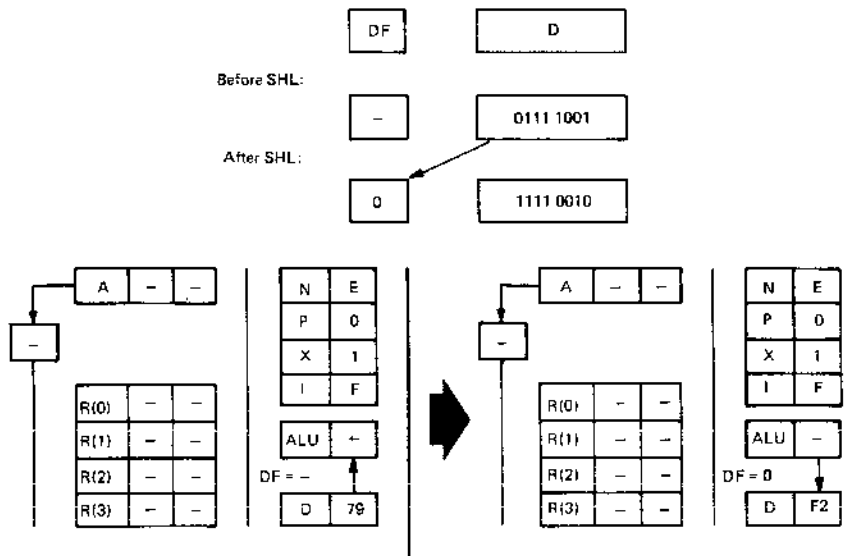 DF D
Before SHL:
– 0111 1001
After SHL:
0 1111 0010
A – –
–
N E
P 0
X 1
I F
R(0) – –
R(1) – –
R(2) – –
R(3) – –
ALU –
DF = –
D 79
A – –
–
N E
P 0
X 1
I F
R(0) – –
R(1) – –
R(2) – –
R(3) – –
ALU –
DF = 0
D F2